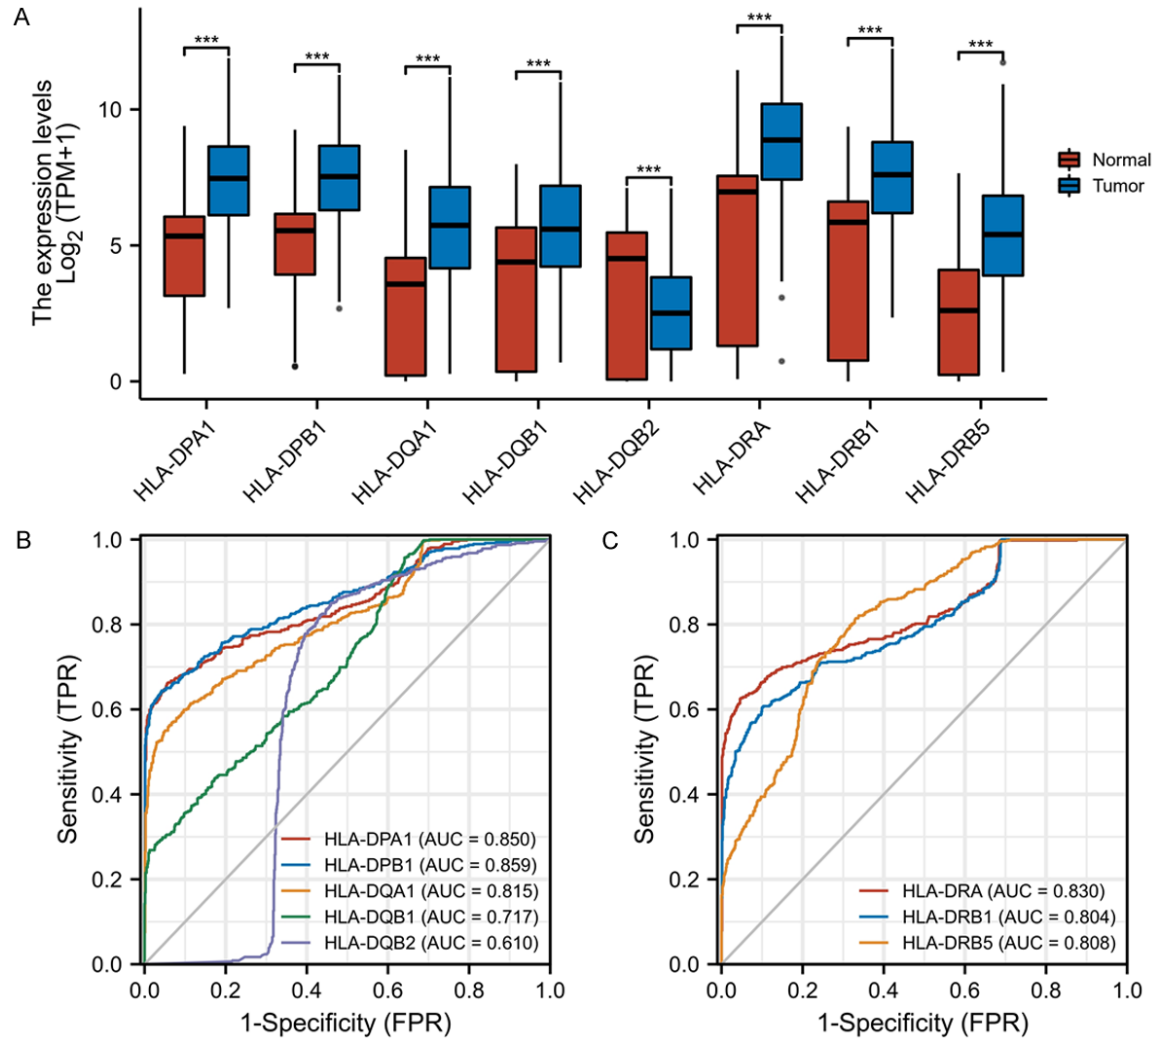 A
The expression levels
Log2 (TPM+1)
10
5
0
***
***
***
***
***
***
***
***
Normal
Tumor
HLA-DPA1
HLA-DPB1
HLA-DQA1
HLA-DQB1
HLA-DQB2
HLA-DRA
HLA-DRB1
HLA-DRB5
B
Sensitivity (TPR)
1.0
0.8
0.6
0.4
0.2
0.0
HLA-DPA1 (AUC = 0.850)
HLA-DPB1 (AUC = 0.859)
HLA-DQA1 (AUC = 0.815)
HLA-DQB1 (AUC = 0.717)
HLA-DQB2 (AUC = 0.610)
0.0 0.2 0.4 0.6 0.8 1.0
1-Specificity (FPR)
C
Sensitivity (TPR)
1.0
0.8
0.6
0.4
0.2
0.0
HLA-DRA (AUC = 0.830)
HLA-DRB1 (AUC = 0.804)
HLA-DRB5 (AUC = 0.808)
0.0 0.2 0.4 0.6 0.8 1.0
1-Specificity (FPR)